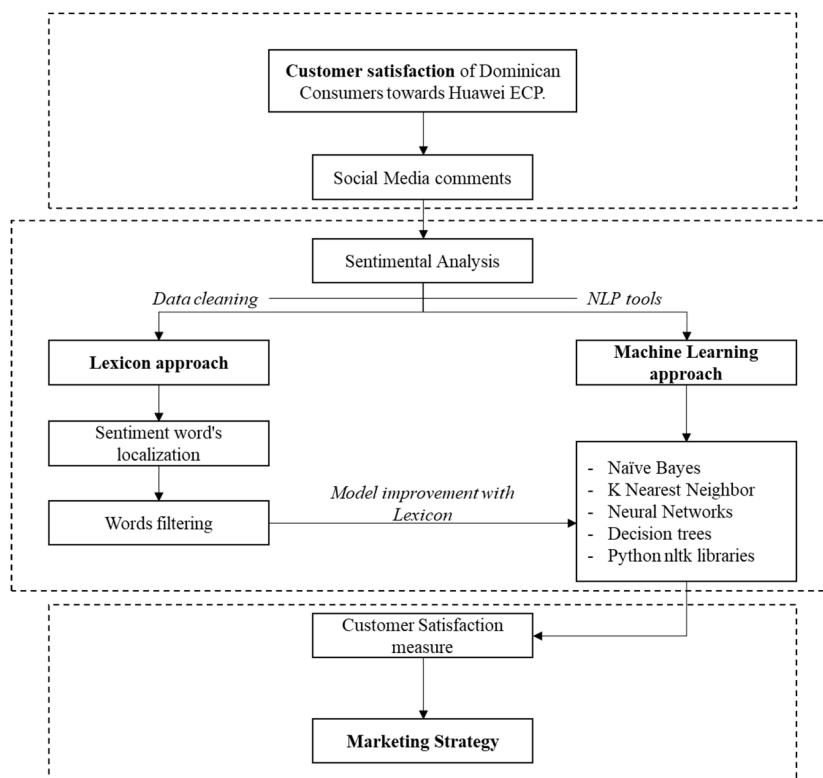 Customer satisfaction of Dominican
Consumers towards Huawei ECP.
Social Media comments
Sentimental Analysis
Data cleaning
NLP tools
Lexicon approach
Machine Learning
approach
Sentiment word's
localization
Words filtering
Model improvement with
Lexicon
- Naïve Bayes
- K Nearest Neighbor
- Neural Networks
- Decision trees
- Python nltk libraries
Customer Satisfaction
measure
Marketing Strategy